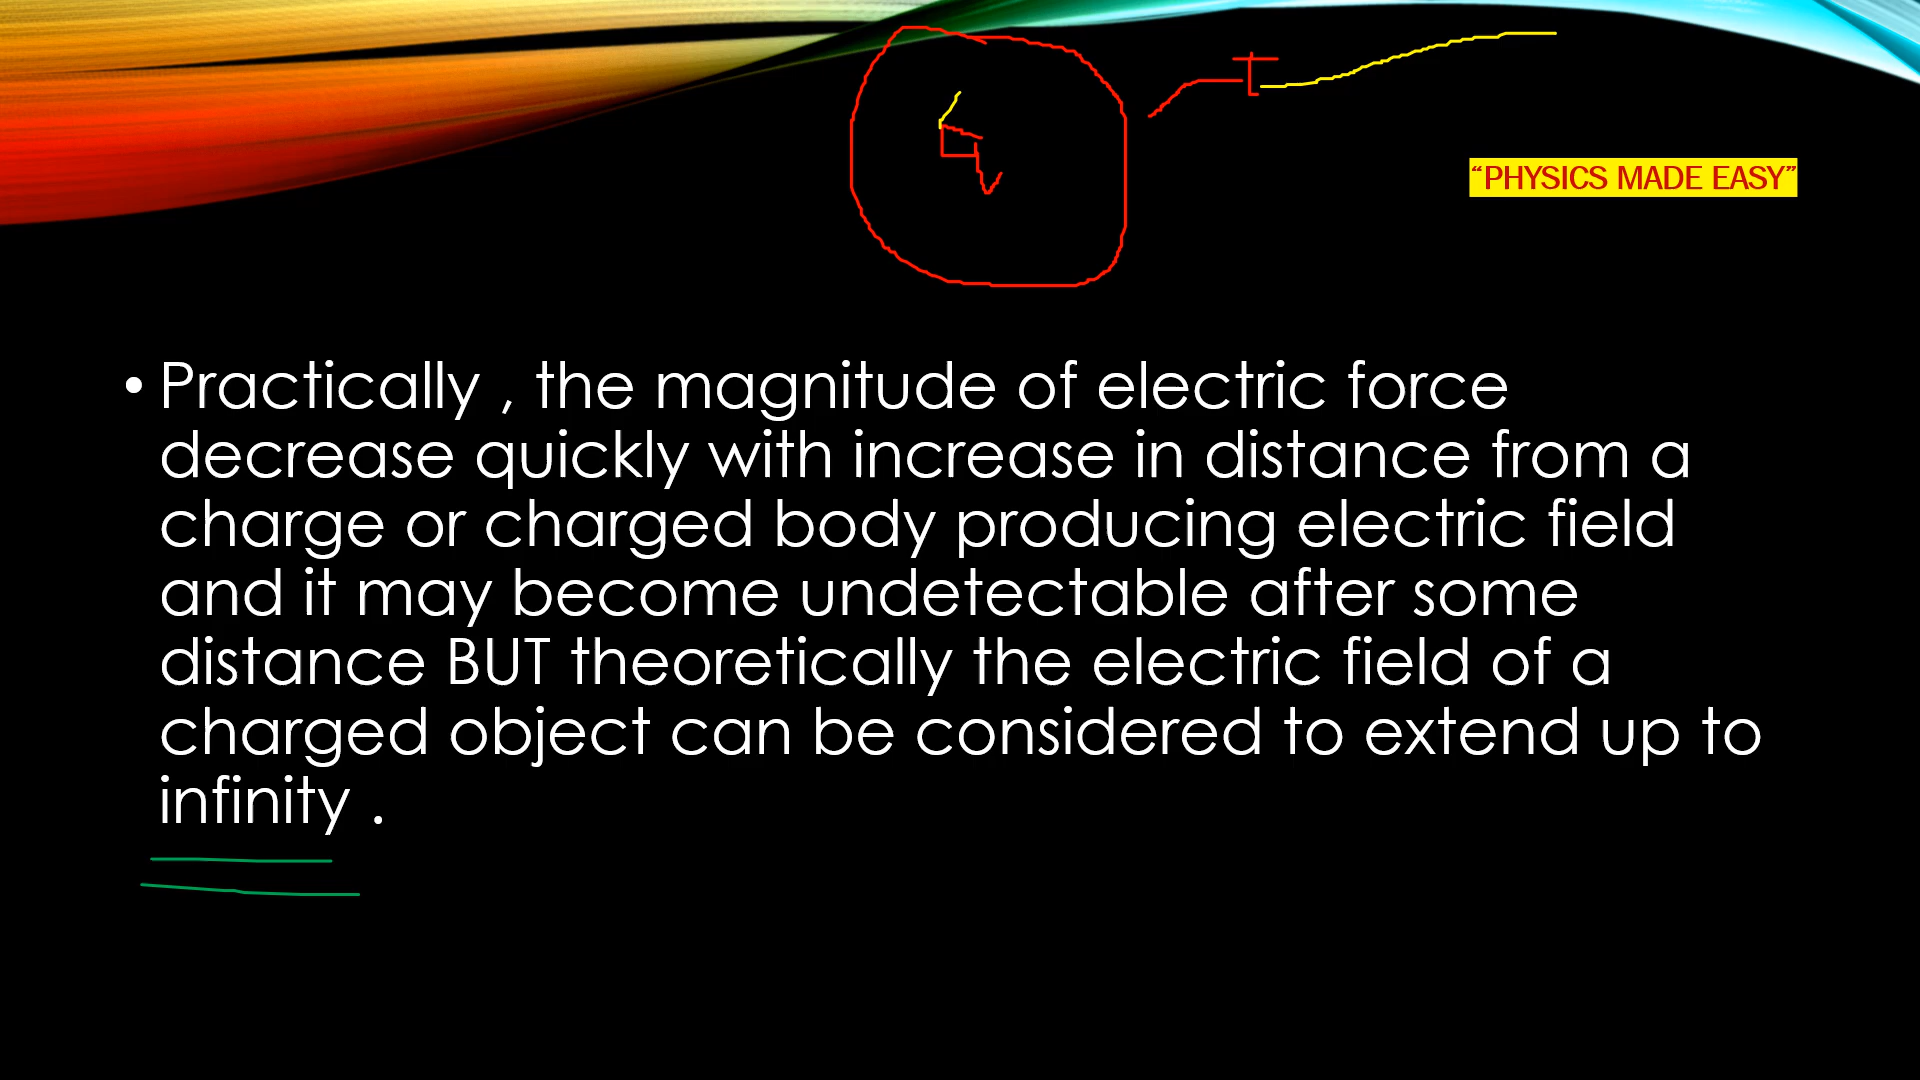 “PHYSICS MADE EASY”
• Practically , the magnitude of electric force
decrease quickly with increase in distance from a
charge or charged body producing electric field
and it may become undetectable after some
distance BUT theoretically the electric field of a
charged object can be considered to extend up to
infinity .